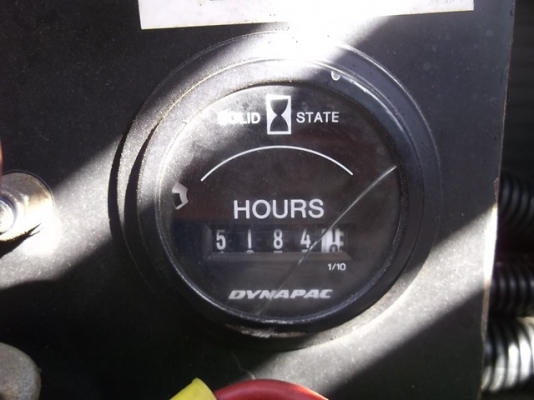 SOLID STATE
HOURS
5184
1/10
DYNAPAC